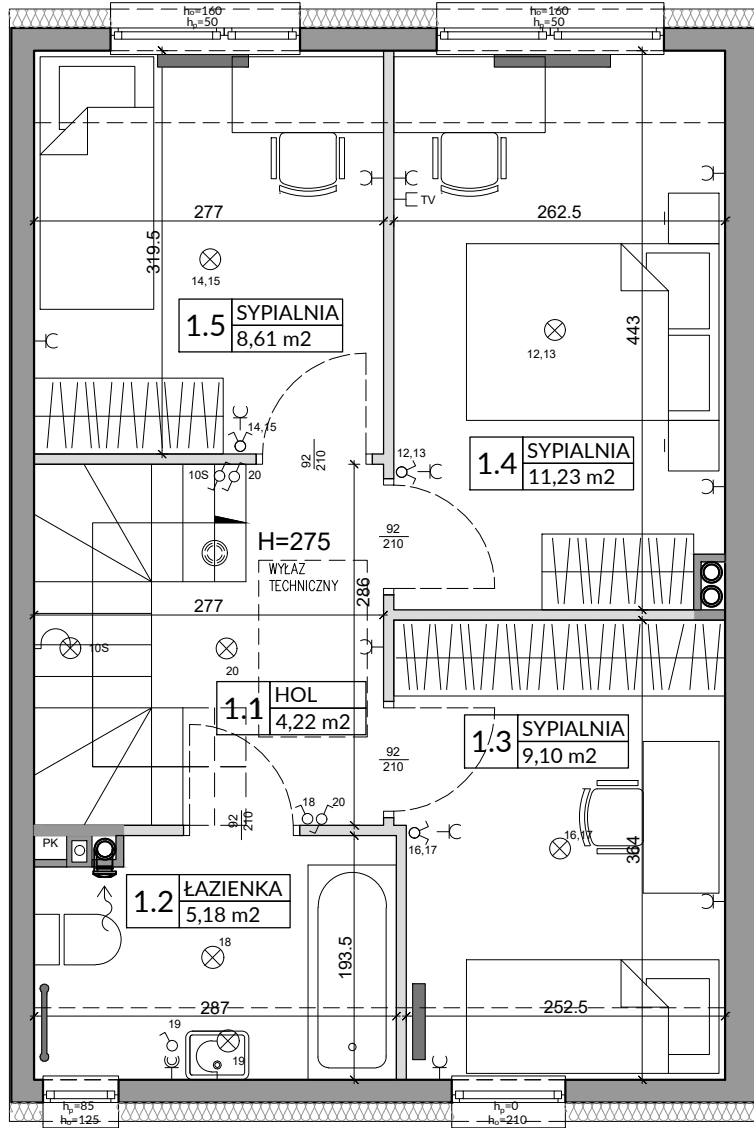 ho=160
hp=50
ho=160
hp=50
TV
277
262.5
319.5
14,15
443
12,13
1.5
SYPIALNIA
8,61 m2
14,15
92
210
12,13
1.4
SYPIALNIA
11,23 m2
10S
20
H=275
WYŁAZ
TECHNICZNY
92
210
286
277
10S
20
1.1
HOL
4,22 m2
1.3
SYPIALNIA
9,10 m2
92
210
18
20
92
210
16,17
16,17
364
PK
1.2
ŁAZIENKA
5,18 m2
18
193.5
287
252.5
19
19
hp=85
ho=125
hp=0
ho=210